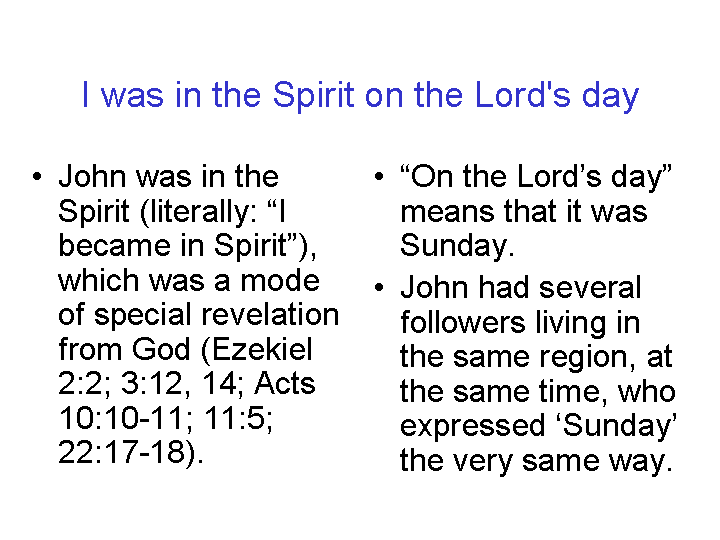 I was in the Spirit on the Lord's day
• John was in the
Spirit (literally: “I
became in Spirit”),
which was a mode
of special revelation
from God (Ezekiel
2:2; 3:12, 14; Acts
10:10-11; 11:5;
22:17-18).
• “On the Lord’s day”
means that it was
Sunday.
• John had several
followers living in
the same region, at
the same time, who
expressed ‘Sunday’
the very same way.